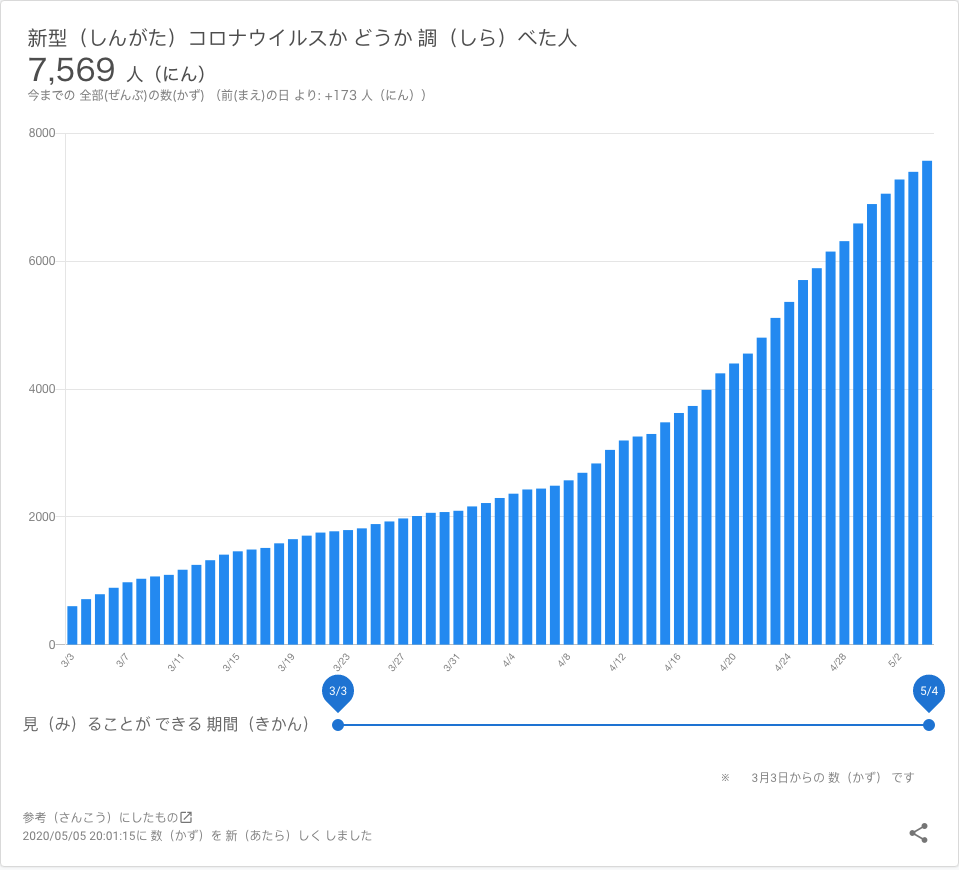 新型（しんがた）コロナウイルスか どうか 調（しら）べた人
7,569 人（にん）
今までの 全部(ぜんぶ)の数(かず) （前(まえ)の日 より: +173 人（にん））
8000
6000
4000
2000
0
3/3 3/7 3/11 3/15 3/19 3/23 3/27 3/31 4/4 4/8 4/12 4/16 4/20 4/24 4/28 5/2
3/3 5/4
見（み）ることが できる 期間（きかん）
※ 3月3日からの 数（かず） です
参考（さんこう）にしたもの
2020/05/05 20:01:15に 数（かず）を 新（あたら）しく しました